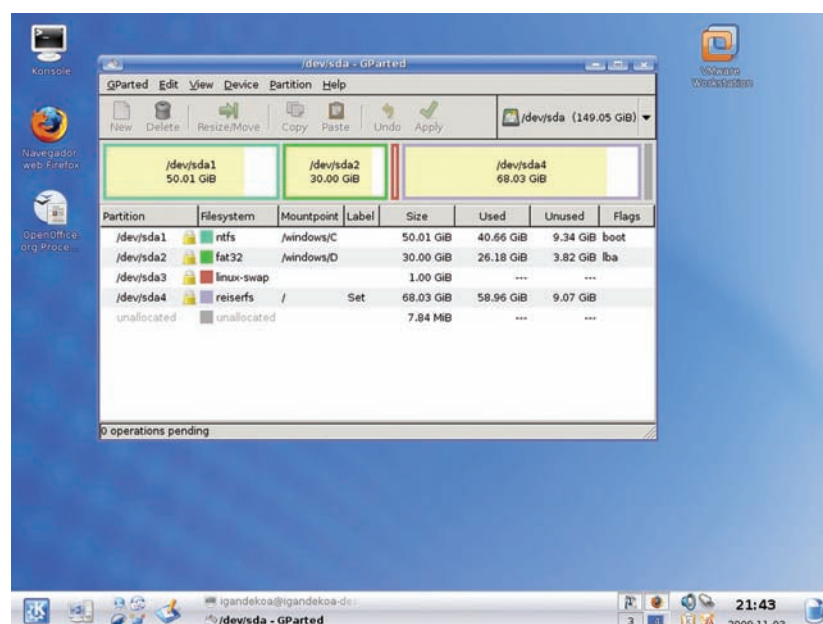 Konsole
Navegador
web Firefox
OpenOffice.
org Proce...
VMware
Workstation
/dev/sda - GParted
GParted Edit View Device Partition Help
New Delete Resize/Move Copy Paste Undo Apply /dev/sda (149.05 GiB)
/dev/sda1 /dev/sda2 /dev/sda4
50.01 GiB 30.00 GiB 68.03 GiB
Partition Filesystem Mountpoint Label Size Used Unused Flags
/dev/sda1 ntfs /windows/C 50.01 GiB 40.66 GiB 9.34 GiB boot
/dev/sda2 fat32 /windows/D 30.00 GiB 26.18 GiB 3.82 GiB lba
/dev/sda3 linux-swap 1.00 GiB --- ---
/dev/sda4 reiserfs / Set 68.03 GiB 58.96 GiB 9.07 GiB
unallocated unallocated 7.84 MiB --- ---
0 operations pending
igandekoa@igandekoa-des
/dev/sda - GParted
3
21:43
2009-11-03